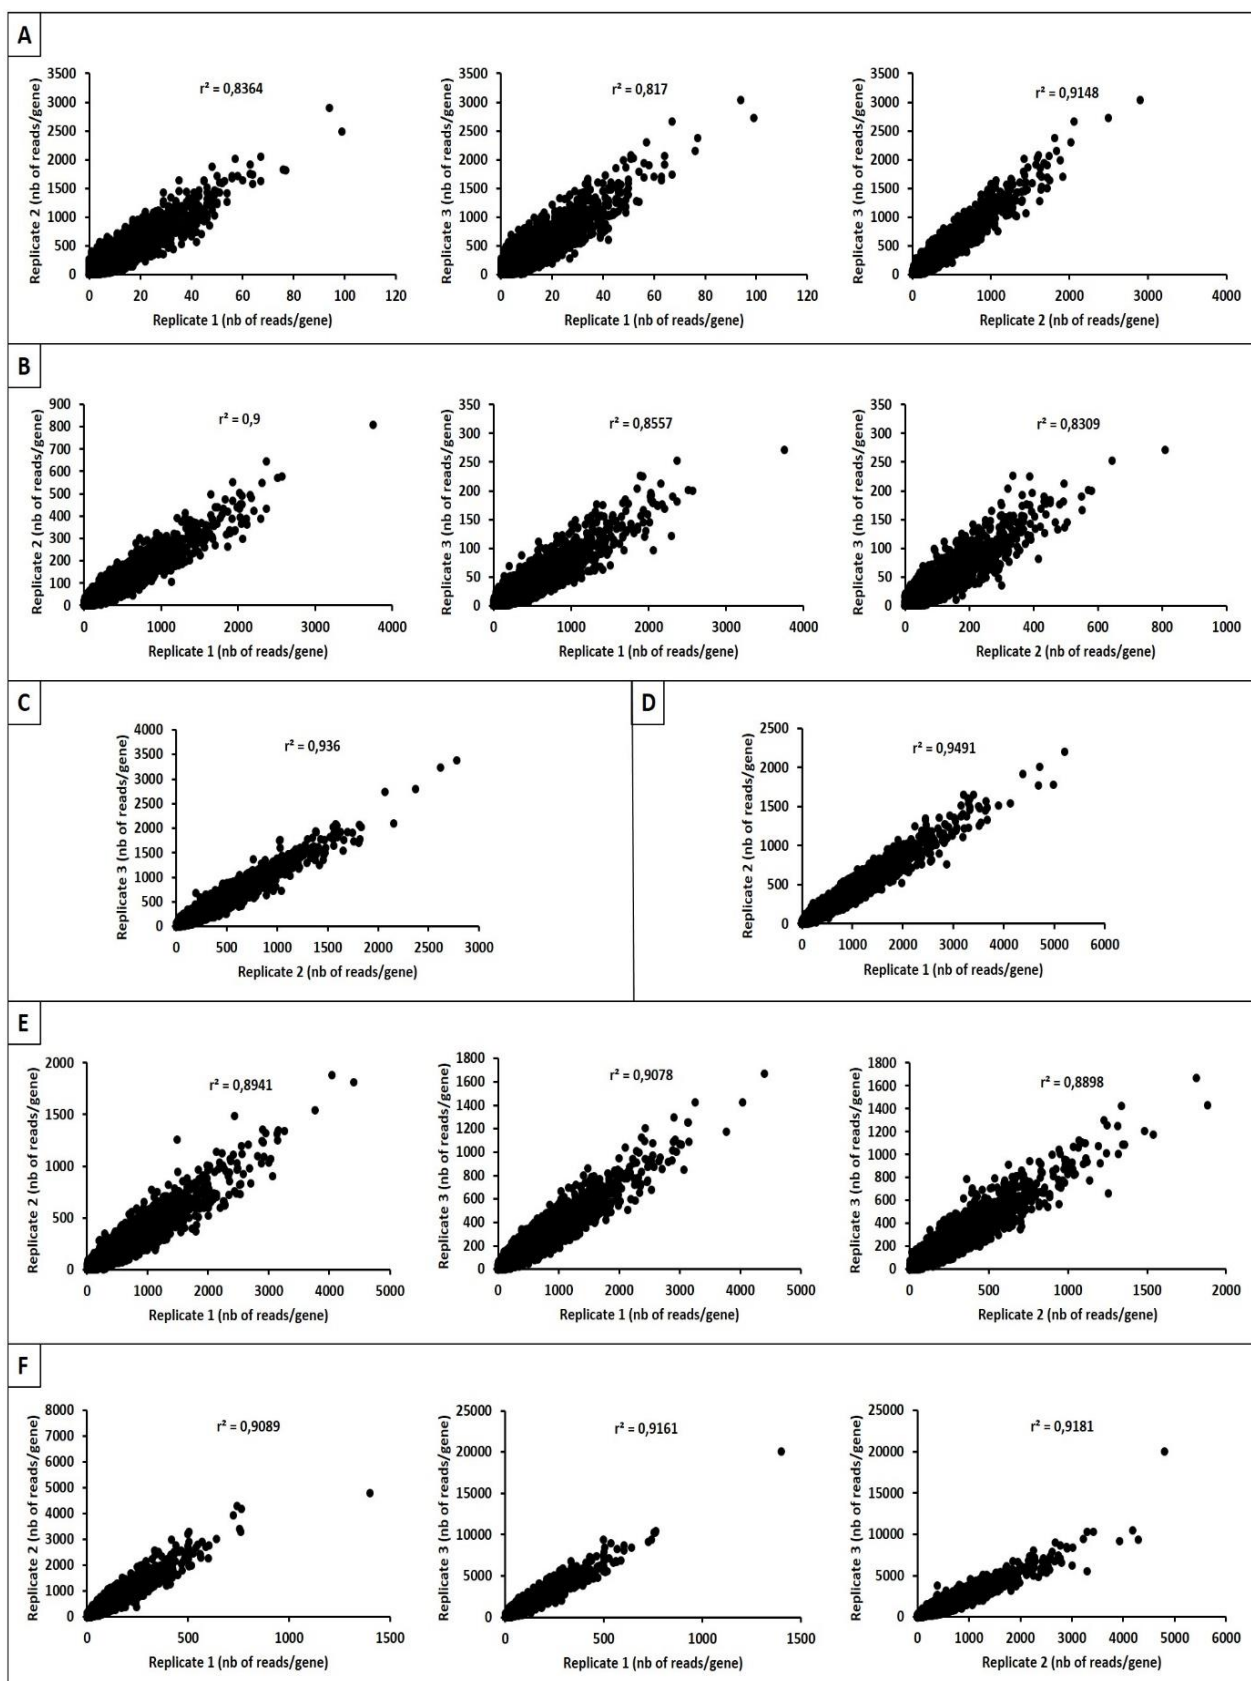 A
r² = 0,8364
Replicate 2 (nb of reads/gene)
3500
3000
2500
2000
1500
1000
500
0
0 20 40 60 80 100 120
Replicate 1 (nb of reads/gene)
r² = 0,817
Replicate 3 (nb of reads/gene)
3500
3000
2500
2000
1500
1000
500
0
0 20 40 60 80 100 120
Replicate 1 (nb of reads/gene)
r² = 0,9148
Replicate 3 (nb of reads/gene)
3500
3000
2500
2000
1500
1000
500
0
0 1000 2000 3000 4000
Replicate 2 (nb of reads/gene)
B
r² = 0,9
Replicate 2 (nb of reads/gene)
900
800
700
600
500
400
300
200
100
0
0 1000 2000 3000 4000
Replicate 1 (nb of reads/gene)
r² = 0,8557
Replicate 3 (nb of reads/gene)
350
300
250
200
150
100
50
0
0 1000 2000 3000 4000
Replicate 1 (nb of reads/gene)
r² = 0,8309
Replicate 3 (nb of reads/gene)
350
300
250
200
150
100
50
0
0 200 400 600 800 1000
Replicate 2 (nb of reads/gene)
C
r² = 0,936
Replicate 3 (nb of reads/gene)
4000
3500
3000
2500
2000
1500
1000
500
0
0 500 1000 1500 2000 2500 3000
Replicate 2 (nb of reads/gene)
D
r² = 0,9491
Replicate 2 (nb of reads/gene)
2500
2000
1500
1000
500
0
0 1000 2000 3000 4000 5000 6000
Replicate 1 (nb of reads/gene)
E
r² = 0,8941
Replicate 2 (nb of reads/gene)
2000
1500
1000
500
0
0 1000 2000 3000 4000 5000
Replicate 1 (nb of reads/gene)
r² = 0,9078
Replicate 3 (nb of reads/gene)
1800
1600
1400
1200
1000
800
600
400
200
0
0 1000 2000 3000 4000 5000
Replicate 1 (nb of reads/gene)
r² = 0,8898
Replicate 3 (nb of reads/gene)
1800
1600
1400
1200
1000
800
600
400
200
0
0 500 1000 1500 2000
Replicate 2 (nb of reads/gene)
F
r² = 0,9089
Replicate 2 (nb of reads/gene)
8000
7000
6000
5000
4000
3000
2000
1000
0
0 500 1000 1500
Replicate 1 (nb of reads/gene)
r² = 0,9161
Replicate 3 (nb of reads/gene)
25000
20000
15000
10000
5000
0
0 500 1000 1500
Replicate 1 (nb of reads/gene)
r² = 0,9181
Replicate 3 (nb of reads/gene)
25000
20000
15000
10000
5000
0
0 1000 2000 3000 4000 5000 6000
Replicate 2 (nb of reads/gene)